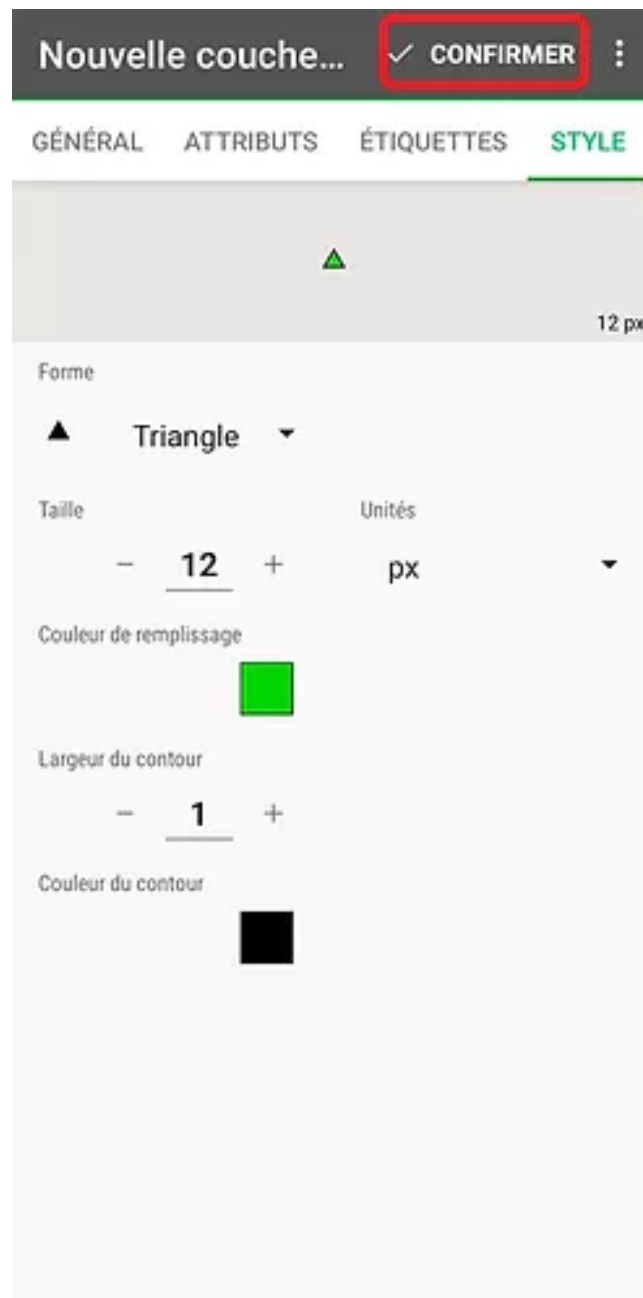 Nouvelle couche... CONFIRMER
GÉNÉRAL ATTRIBUTS ÉTIQUETTES STYLE
12 px
Forme
Triangle
Taille Unités
− 12 + px
Couleur de remplissage
Largeur du contour
− 1 +
Couleur du contour